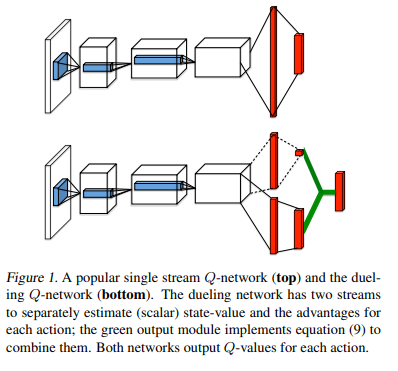 Figure 1. A popular single stream Q-network (top) and the duel-
ing Q-network (bottom). The dueling network has two streams
to separately estimate (scalar) state-value and the advantages for
each action; the green output module implements equation (9) to
combine them. Both networks output Q-values for each action.